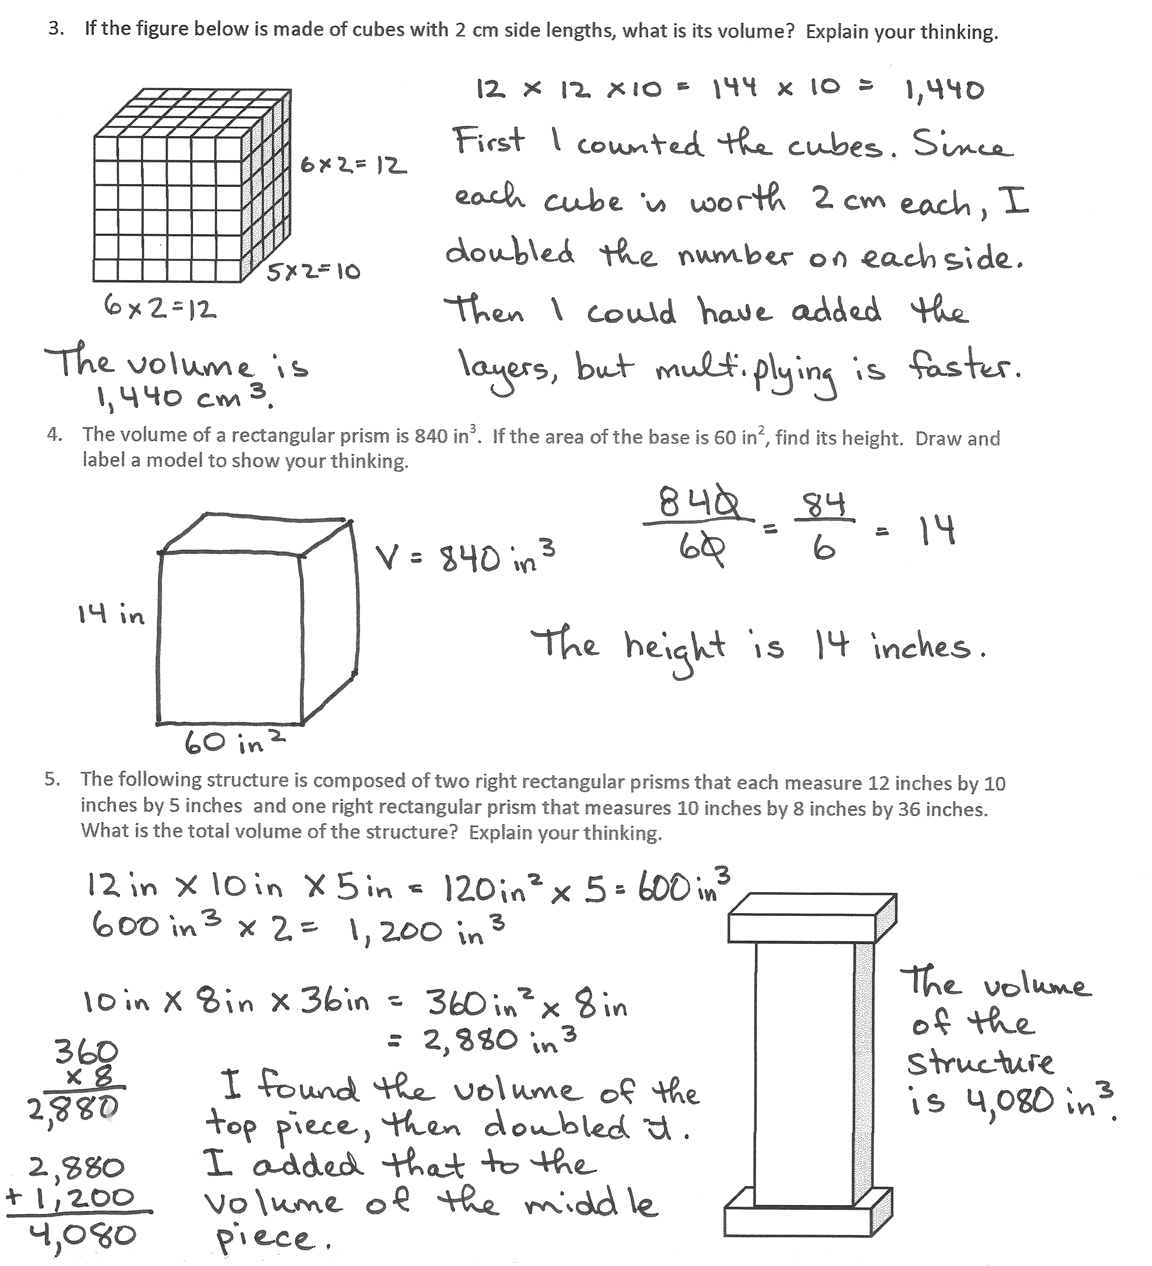 3. If the figure below is made of cubes with 2 cm side lengths, what is its volume? Explain your thinking.
12 x 12 x 10 = 144 x 10 = 1,440
First I counted the cubes. Since
each cube is worth 2 cm each, I
doubled the number on each side.
Then I could have added the
layers, but multiplying is faster.
6x2=12
5x2=10
6x2=12
The volume is
1,440 cm³.
4. The volume of a rectangular prism is 840 in³. If the area of the base is 60 in², find its height. Draw and
label a model to show your thinking.
840/60 = 84/6 = 14
V = 840 in³
14 in
The height is 14 inches.
60 in²
5. The following structure is composed of two right rectangular prisms that each measure 12 inches by 10
inches by 5 inches and one right rectangular prism that measures 10 inches by 8 inches by 36 inches.
What is the total volume of the structure? Explain your thinking.
12 in x 10 in x 5 in = 120 in² x 5 = 600 in³
600 in³ x 2 = 1,200 in³
10 in x 8 in x 36 in = 360 in² x 8 in
= 2,880 in³
360
x 8
2,880
2,880
+ 1,200
4,080
I found the volume of the
top piece, then doubled it.
I added that to the
volume of the middle
piece.
The volume
of the
structure
is 4,080 in³.